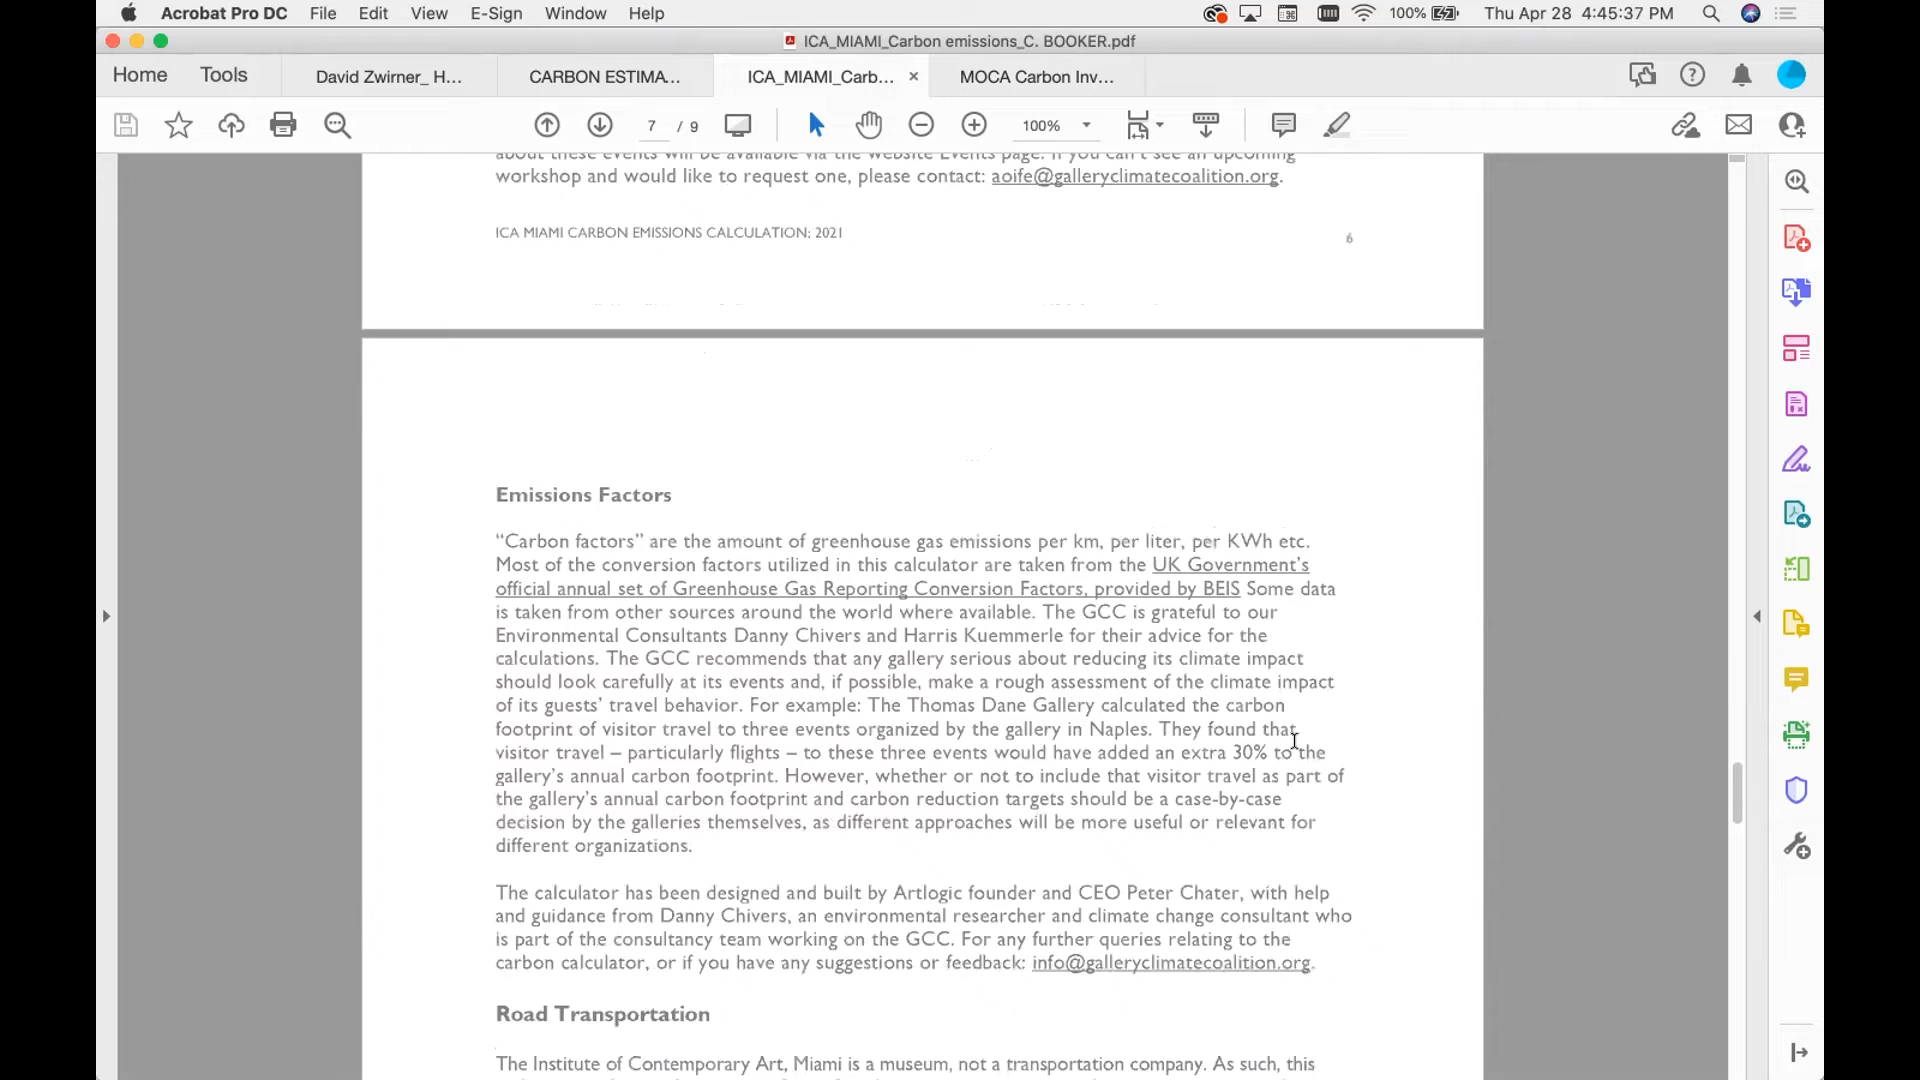 Acrobat Pro DC File Edit View E-Sign Window Help 100% Thu Apr 28 4:45:37 PM
ICA_MIAMI_Carbon emissions_C. BOOKER.pdf
Home Tools David Zwirner_ H... CARBON ESTIMA... ICA_MIAMI_Carb... × MOCA Carbon Inv...
7 / 9 100%
about these events will be available via the website Events page. If you can't see an upcoming
workshop and would like to request one, please contact: aoife@galleryclimatecoalition.org.
ICA MIAMI CARBON EMISSIONS CALCULATION: 2021 6
Emissions Factors
“Carbon factors” are the amount of greenhouse gas emissions per km, per liter, per KWh etc.
Most of the conversion factors utilized in this calculator are taken from the UK Government’s
official annual set of Greenhouse Gas Reporting Conversion Factors, provided by BEIS Some data
is taken from other sources around the world where available. The GCC is grateful to our
Environmental Consultants Danny Chivers and Harris Kuemmerle for their advice for the
calculations. The GCC recommends that any gallery serious about reducing its climate impact
should look carefully at its events and, if possible, make a rough assessment of the climate impact
of its guests’ travel behavior. For example: The Thomas Dane Gallery calculated the carbon
footprint of visitor travel to three events organized by the gallery in Naples. They found that
visitor travel – particularly flights – to these three events would have added an extra 30% to the
gallery’s annual carbon footprint. However, whether or not to include that visitor travel as part of
the gallery’s annual carbon footprint and carbon reduction targets should be a case-by-case
decision by the galleries themselves, as different approaches will be more useful or relevant for
different organizations.
The calculator has been designed and built by Artlogic founder and CEO Peter Chater, with help
and guidance from Danny Chivers, an environmental researcher and climate change consultant who
is part of the consultancy team working on the GCC. For any further queries relating to the
carbon calculator, or if you have any suggestions or feedback: info@galleryclimatecoalition.org.
Road Transportation
The Institute of Contemporary Art, Miami is a museum, not a transportation company. As such, this